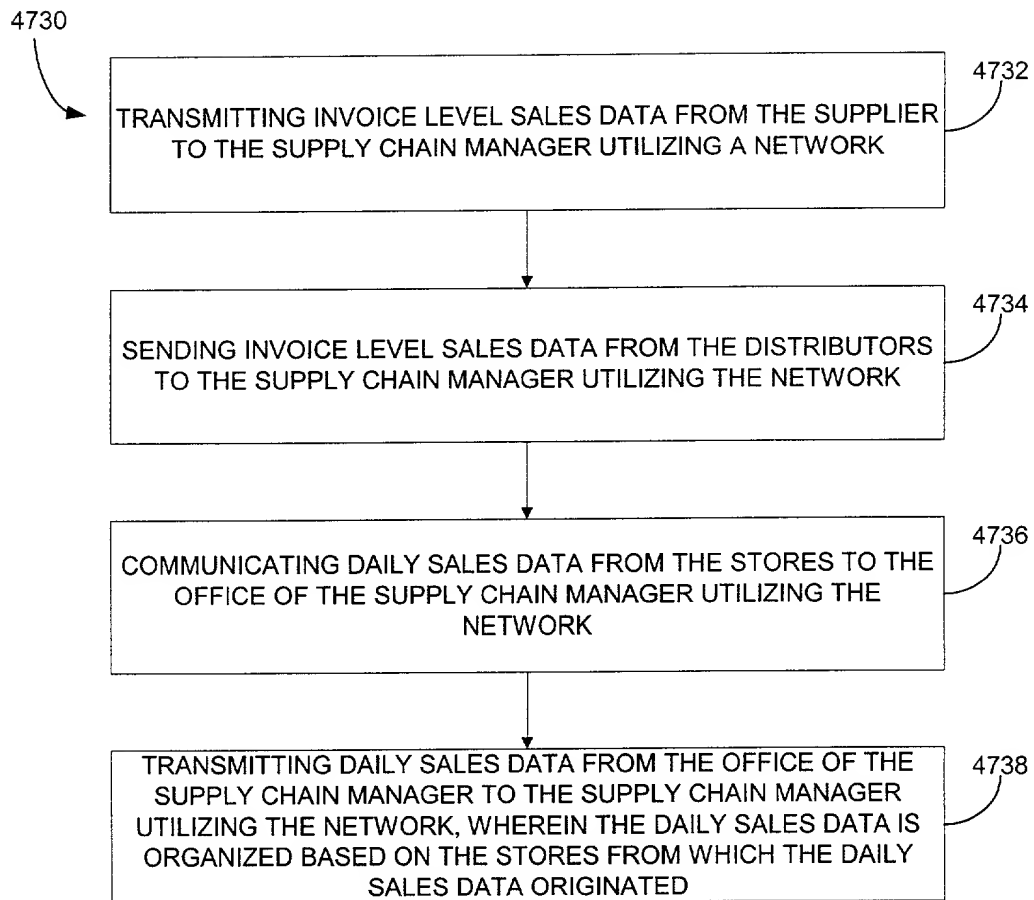 4730
4732
TRANSMITTING INVOICE LEVEL SALES DATA FROM THE SUPPLIER
TO THE SUPPLY CHAIN MANAGER UTILIZING A NETWORK
4734
SENDING INVOICE LEVEL SALES DATA FROM THE DISTRIBUTORS
TO THE SUPPLY CHAIN MANAGER UTILIZING THE NETWORK
4736
COMMUNICATING DAILY SALES DATA FROM THE STORES TO THE
OFFICE OF THE SUPPLY CHAIN MANAGER UTILIZING THE
NETWORK
4738
TRANSMITTING DAILY SALES DATA FROM THE OFFICE OF THE
SUPPLY CHAIN MANAGER TO THE SUPPLY CHAIN MANAGER
UTILIZING THE NETWORK, WHEREIN THE DAILY SALES DATA IS
ORGANIZED BASED ON THE STORES FROM WHICH THE DAILY
SALES DATA ORIGINATED